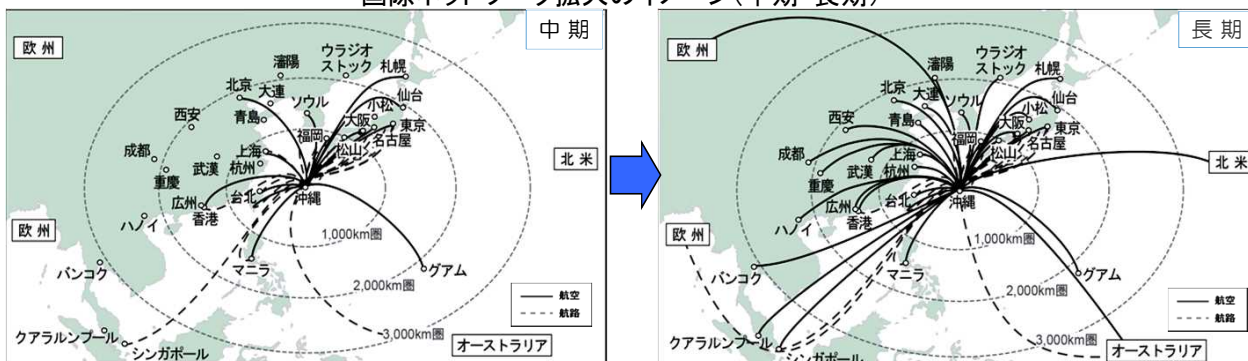 国際ネットワーク拡大のイメージ(中期・長期)
中 期
欧 州
瀋陽
ウラジオ
ストック
札幌
北京
大連
仙台
西安
青島
ソウル
小松
大阪
東京
福岡
名古屋
成都
武漢
上海
松山
杭州
重慶
北 米
広州
台北
沖縄
香港
欧 州
ハノイ
1,000km圏
マニラ
バンコク
グアム
2,000km圏
航空
航路
3,000km圏
クアラルンプール
シンガポール
オーストラリア
長 期
欧 州
瀋陽
ウラジオ
ストック
札幌
北京
大連
仙台
西安
青島
ソウル
小松
大阪
東京
福岡
名古屋
成都
武漢
上海
松山
杭州
重慶
北 米
広州
台北
沖縄
香港
欧 州
ハノイ
1,000km圏
マニラ
バンコク
グアム
2,000km圏
航空
航路
3,000km圏
クアラルンプール
シンガポール
オーストラリア